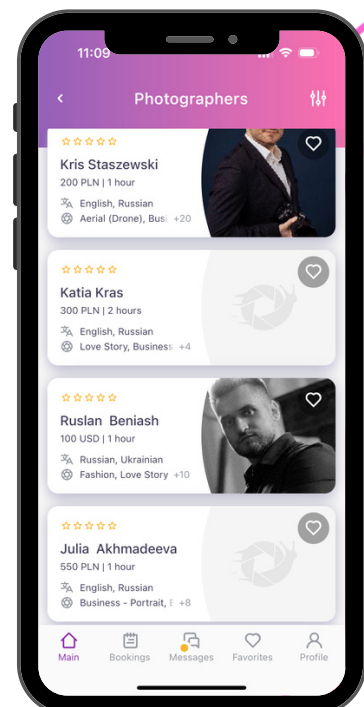 11:09
Photographers
Kris Staszewski
200 PLN | 1 hour
English, Russian
Aerial (Drone), Busi +20
Katia Kras
300 PLN | 2 hours
English, Russian
Love Story, Business +4
Ruslan Beniash
100 USD | 1 hour
Russian, Ukrainian
Fashion, Love Story +10
Julia Akhmadeeva
550 PLN | 1 hour
English, Russian
Business - Portrait, E +8
Main
Bookings
Messages
Favorites
Profile